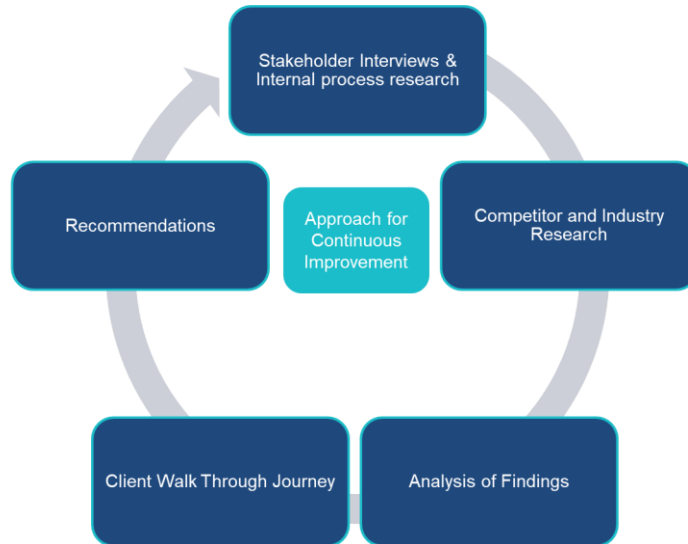 Stakeholder Interviews &
Internal process research
Recommendations
Approach for
Continuous
Improvement
Competitor and Industry
Research
Client Walk Through Journey
Analysis of Findings